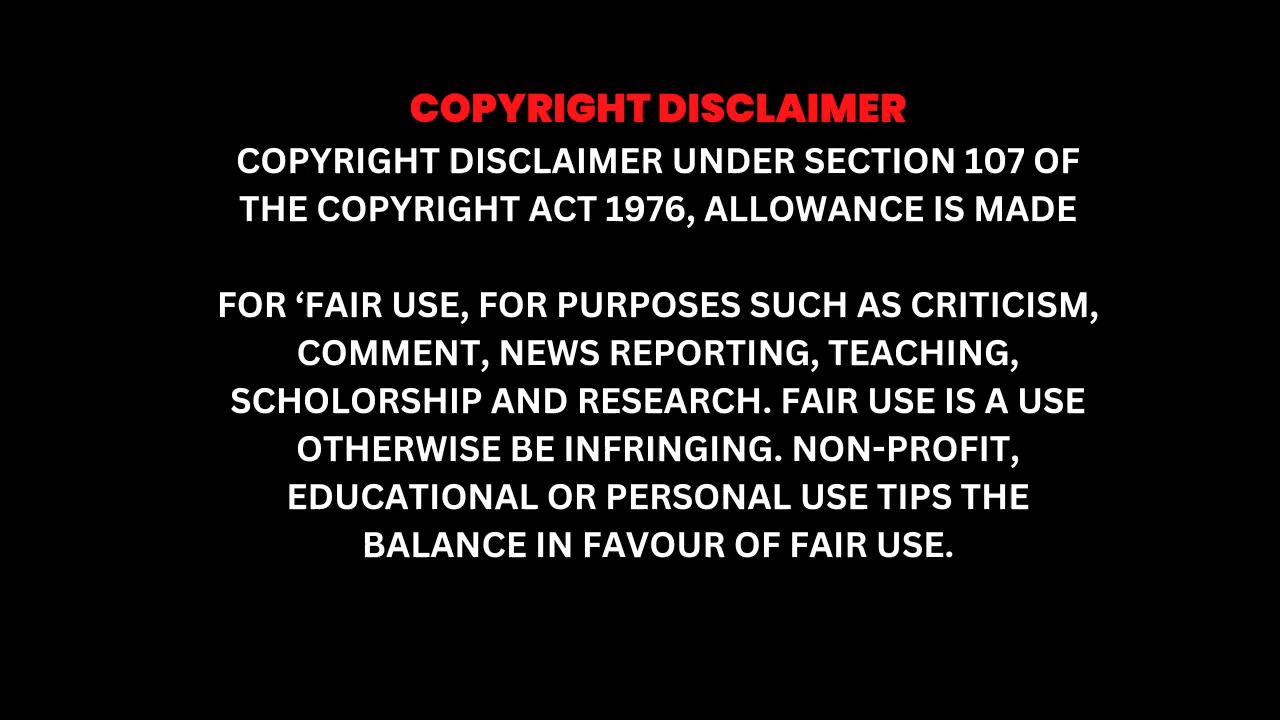 COPYRIGHT DISCLAIMER
COPYRIGHT DISCLAIMER UNDER SECTION 107 OF
THE COPYRIGHT ACT 1976, ALLOWANCE IS MADE
FOR ‘FAIR USE, FOR PURPOSES SUCH AS CRITICISM,
COMMENT, NEWS REPORTING, TEACHING,
SCHOLORSHIP AND RESEARCH. FAIR USE IS A USE
OTHERWISE BE INFRINGING. NON-PROFIT,
EDUCATIONAL OR PERSONAL USE TIPS THE
BALANCE IN FAVOUR OF FAIR USE.